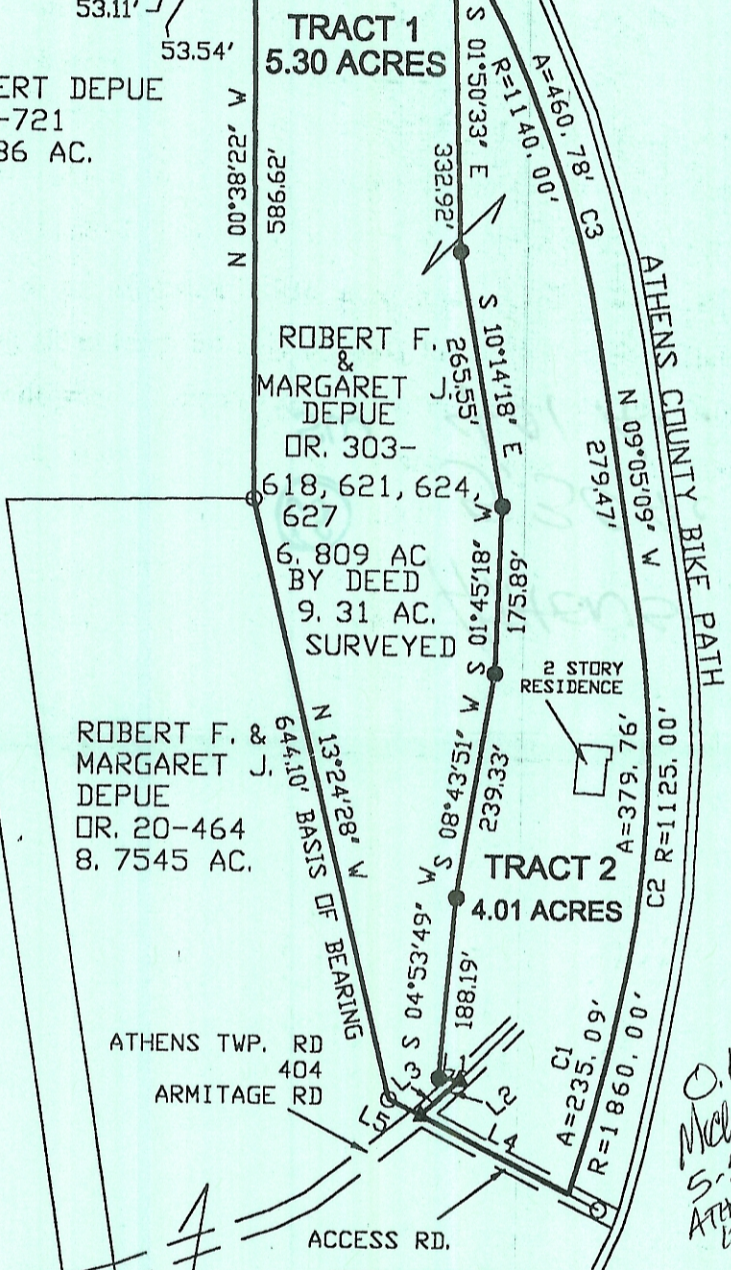 53.11'
53.54'
TRACT 1
5.30 ACRES
ERT DEPUE
-721
36 AC.
N 00°38'22" W
586.62'
S 01°50'33" E
332.92'
A=460.78' C3
R=1140.00'
ATHENS COUNTY BIKE PATH
ROBERT F.
&
MARGARET J.
DEPUE
OR. 303-
618, 621, 624,
627
6.809 AC
BY DEED
9.31 AC.
SURVEYED
S 10°14'18" E
265.55'
N 09°05'09" W
279.47'
S 01°45'18" W
175.89'
2 STORY
RESIDENCE
ROBERT F. &
MARGARET J.
DEPUE
OR. 20-464
8.7545 AC.
N 13°24'28" W
644.10' BASIS OF BEARING
S 08°43'51" W
239.33'
A=379.76'
C2 R=1125.00'
TRACT 2
4.01 ACRES
S 04°53'49" W
188.19'
ATHENS TWP. RD
404
ARMITAGE RD
L1
L2
L3
L4
L5
C1
A=235.09'
R=1860.00'
ACCESS RD.